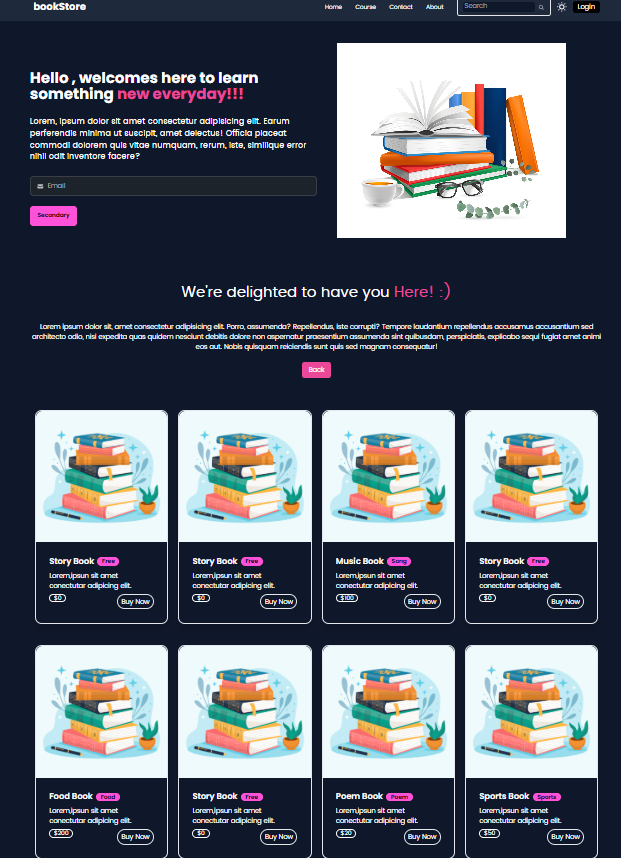 bookStore
Home Course Contact About Search Login
Hello , welcomes here to learn
something new everyday!!!
Lorem, ipsum dolor sit amet consectetur adipisicing elit. Earum
perferendis minima ut suscipit, amet delectus! Officia placeat
commodi dolorem quis vitae numquam, rerum, iste, similique error
nihil odit inventore facere?
Email
Secondary
We're delighted to have you Here! :)
Lorem ipsum dolor sit, amet consectetur adipisicing elit. Porro, assumenda? Repellendus, iste corrupti? Tempore laudantium repellendus accusamus accusantium sed
architecto odio, nisi expedita quas quidem nesciunt debitis dolore non aspernatur praesentium assumenda sint quibusdam, perspiciatis, explicabo sequi fugiat amet animi
eos aut. Nobis quisquam reiciendis sunt quis sed magnam consequatur!
Back
Story Book Free
Lorem,ipsun sit amet
conectutar adipicing elit.
$0 Buy Now
Story Book Free
Lorem,ipsun sit amet
conectutar adipicing elit.
$0 Buy Now
Music Book Song
Lorem,ipsun sit amet
conectutar adipicing elit.
$100 Buy Now
Story Book Free
Lorem,ipsun sit amet
conectutar adipicing elit.
$0 Buy Now
Food Book Food
Lorem,ipsun sit amet
conectutar adipicing elit.
$200 Buy Now
Story Book Free
Lorem,ipsun sit amet
conectutar adipicing elit.
$0 Buy Now
Poem Book Poem
Lorem,ipsun sit amet
conectutar adipicing elit.
$20 Buy Now
Sports Book Sports
Lorem,ipsun sit amet
conectutar adipicing elit.
$50 Buy Now